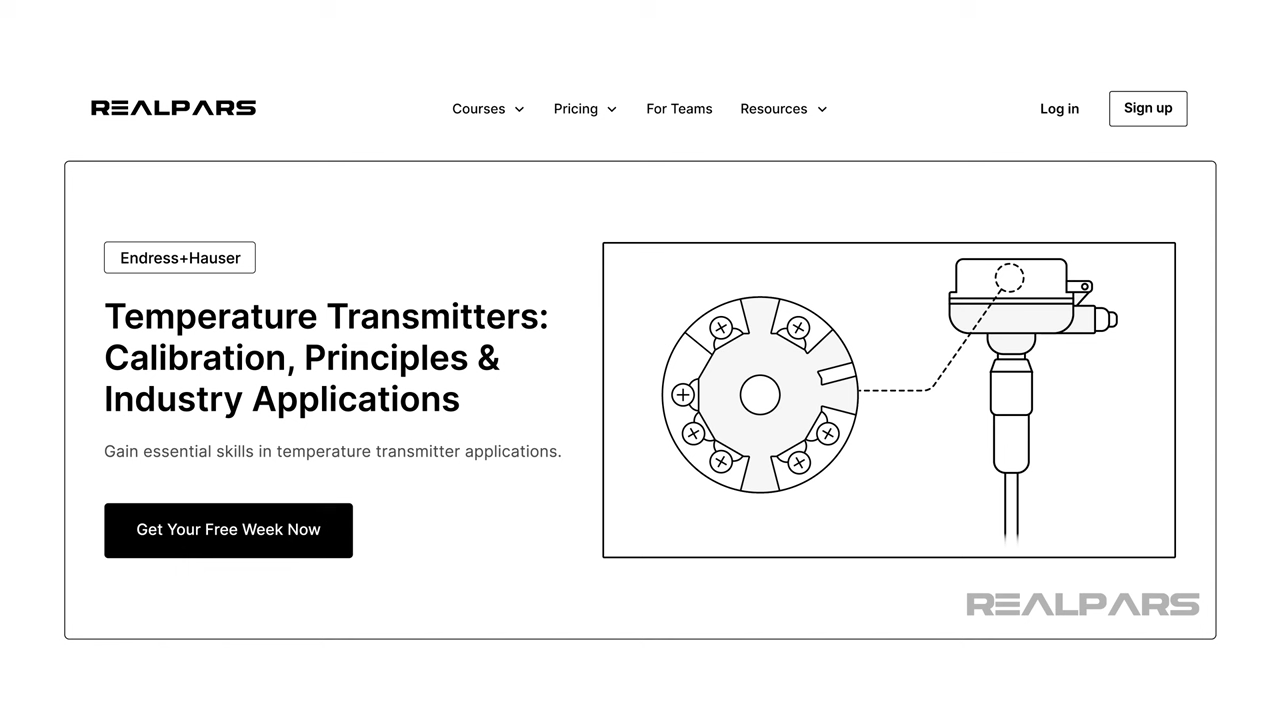 REALPARS
Courses
Pricing
For Teams
Resources
Log in
Sign up
Endress+Hauser
Temperature Transmitters:
Calibration, Principles &
Industry Applications
Gain essential skills in temperature transmitter applications.
Get Your Free Week Now
REALPARS